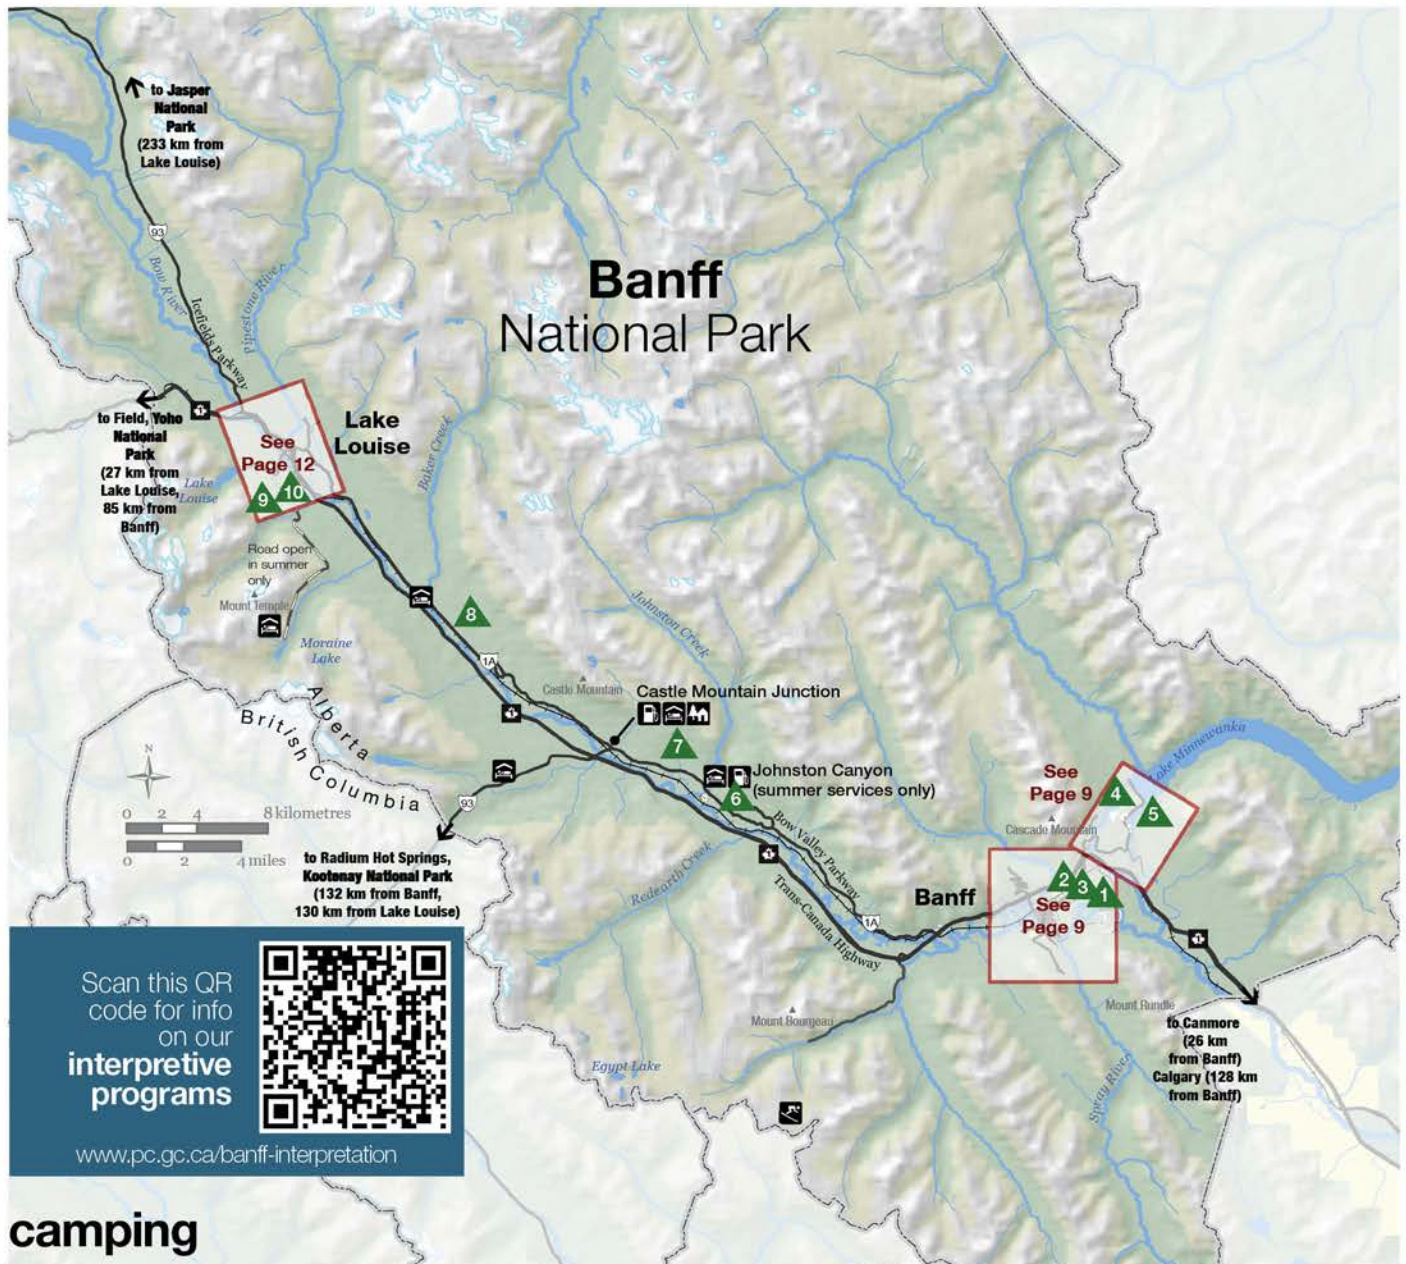 to Jasper
National
Park
(233 km from
Lake Louise)
93
Bow River
Icefields Parkway
Pipestone River
Banff
National Park
1
to Field, Yoho
National
Park
(27 km from
Lake Louise,
85 km from
Banff)
Lake
Louise
See
Page 12
9
10
Lake
Louise
Baker Creek
Road open
in summer
only
Mount Temple
Moraine
Lake
8
1A
1
Johnston Creek
Castle Mountain
Castle Mountain Junction
7
Johnston Canyon
(summer services only)
6
Alberta
British Columbia
N
0 2 4 8 kilometres
0 2 4 miles
93
to Radium Hot Springs,
Kootenay National Park
(132 km from Banff,
130 km from Lake Louise)
1
Redearth Creek
Bow Valley Parkway
Trans-Canada Highway
1A
Banff
Lake Minnewanka
See
Page 9
4
5
Cascade Mountain
2
3
1
See
Page 9
1
Mount Rundle
Mount Bourgeau
Egypt Lake
Spray River
to Canmore
(26 km
from Banff)
Calgary (128 km
from Banff)
Scan this QR
code for info
on our
interpretive
programs
www.pc.gc.ca/banff-interpretation
camping